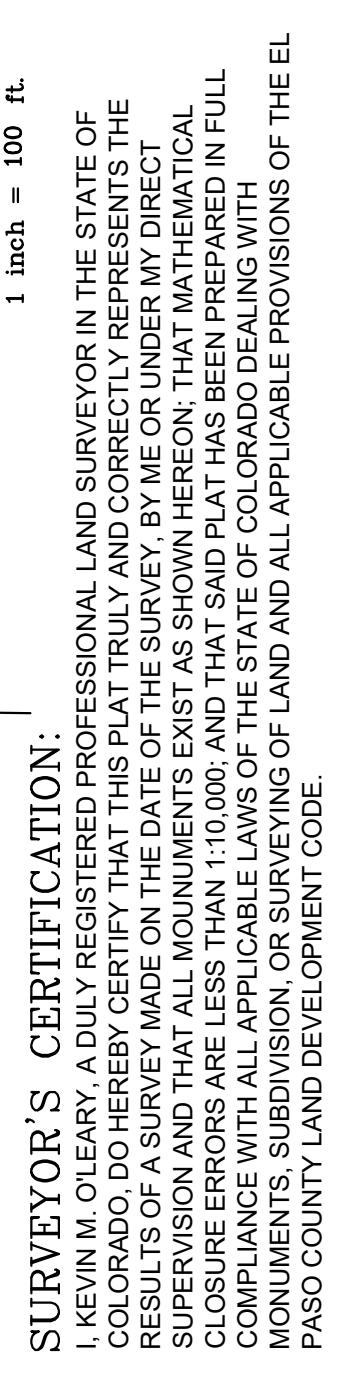 1 inch = 100 ft.
SURVEYOR'S CERTIFICATION:
I, KEVIN M. O'LEARY, A DULY REGISTERED PROFESSIONAL LAND SURVEYOR IN THE STATE OF
COLORADO, DO HEREBY CERTIFY THAT THIS PLAT TRULY AND CORRECTLY REPRESENTS THE
RESULTS OF A SURVEY MADE ON THE DATE OF THE SURVEY, BY ME OR UNDER MY DIRECT
SUPERVISION AND THAT ALL MOUNUMENTS EXIST AS SHOWN HEREON; THAT MATHEMATICAL
CLOSURE ERRORS ARE LESS THAN 1:10,000; AND THAT SAID PLAT HAS BEEN PREPARED IN FULL
COMPLIANCE WITH ALL APPLICABLE LAWS OF THE STATE OF COLORADO DEALING WITH
MONUMENTS, SUBDIVISION, OR SURVEYING OF LAND AND ALL APPLICABLE PROVISIONS OF THE EL
PASO COUNTY LAND DEVELOPMENT CODE.